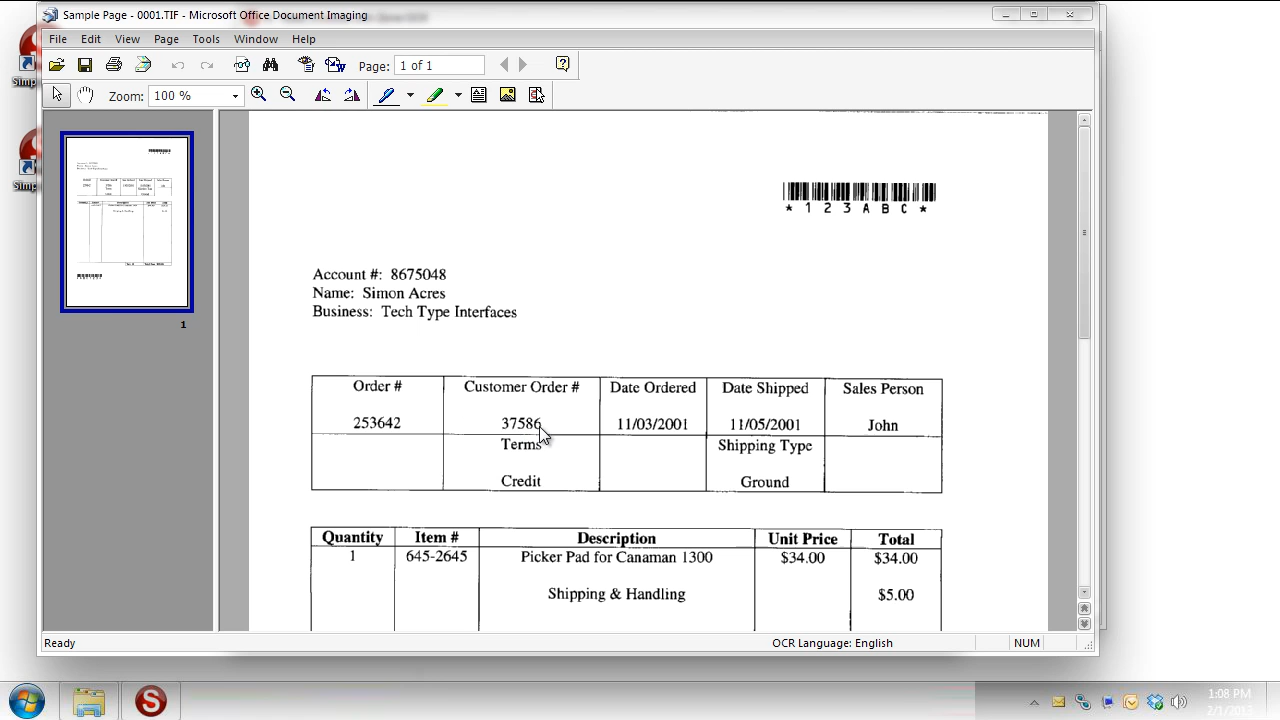 Sample Page - 0001.TIF - Microsoft Office Document Imaging
File Edit View Page Tools Window Help
Page: 1 of 1
Zoom: 100 %
* 1 2 3 A B C *
Account #: 8675048
Name: Simon Acres
Business: Tech Type Interfaces
Order # Customer Order # Date Ordered Date Shipped Sales Person
253642 37586 11/03/2001 11/05/2001 John
Terms Shipping Type
Credit Ground
Quantity Item # Description Unit Price Total
1 645-2645 Picker Pad for Canaman 1300 $34.00 $34.00
Shipping & Handling $5.00
1
Simp
Simp
Ready OCR Language: English NUM
1:08 PM